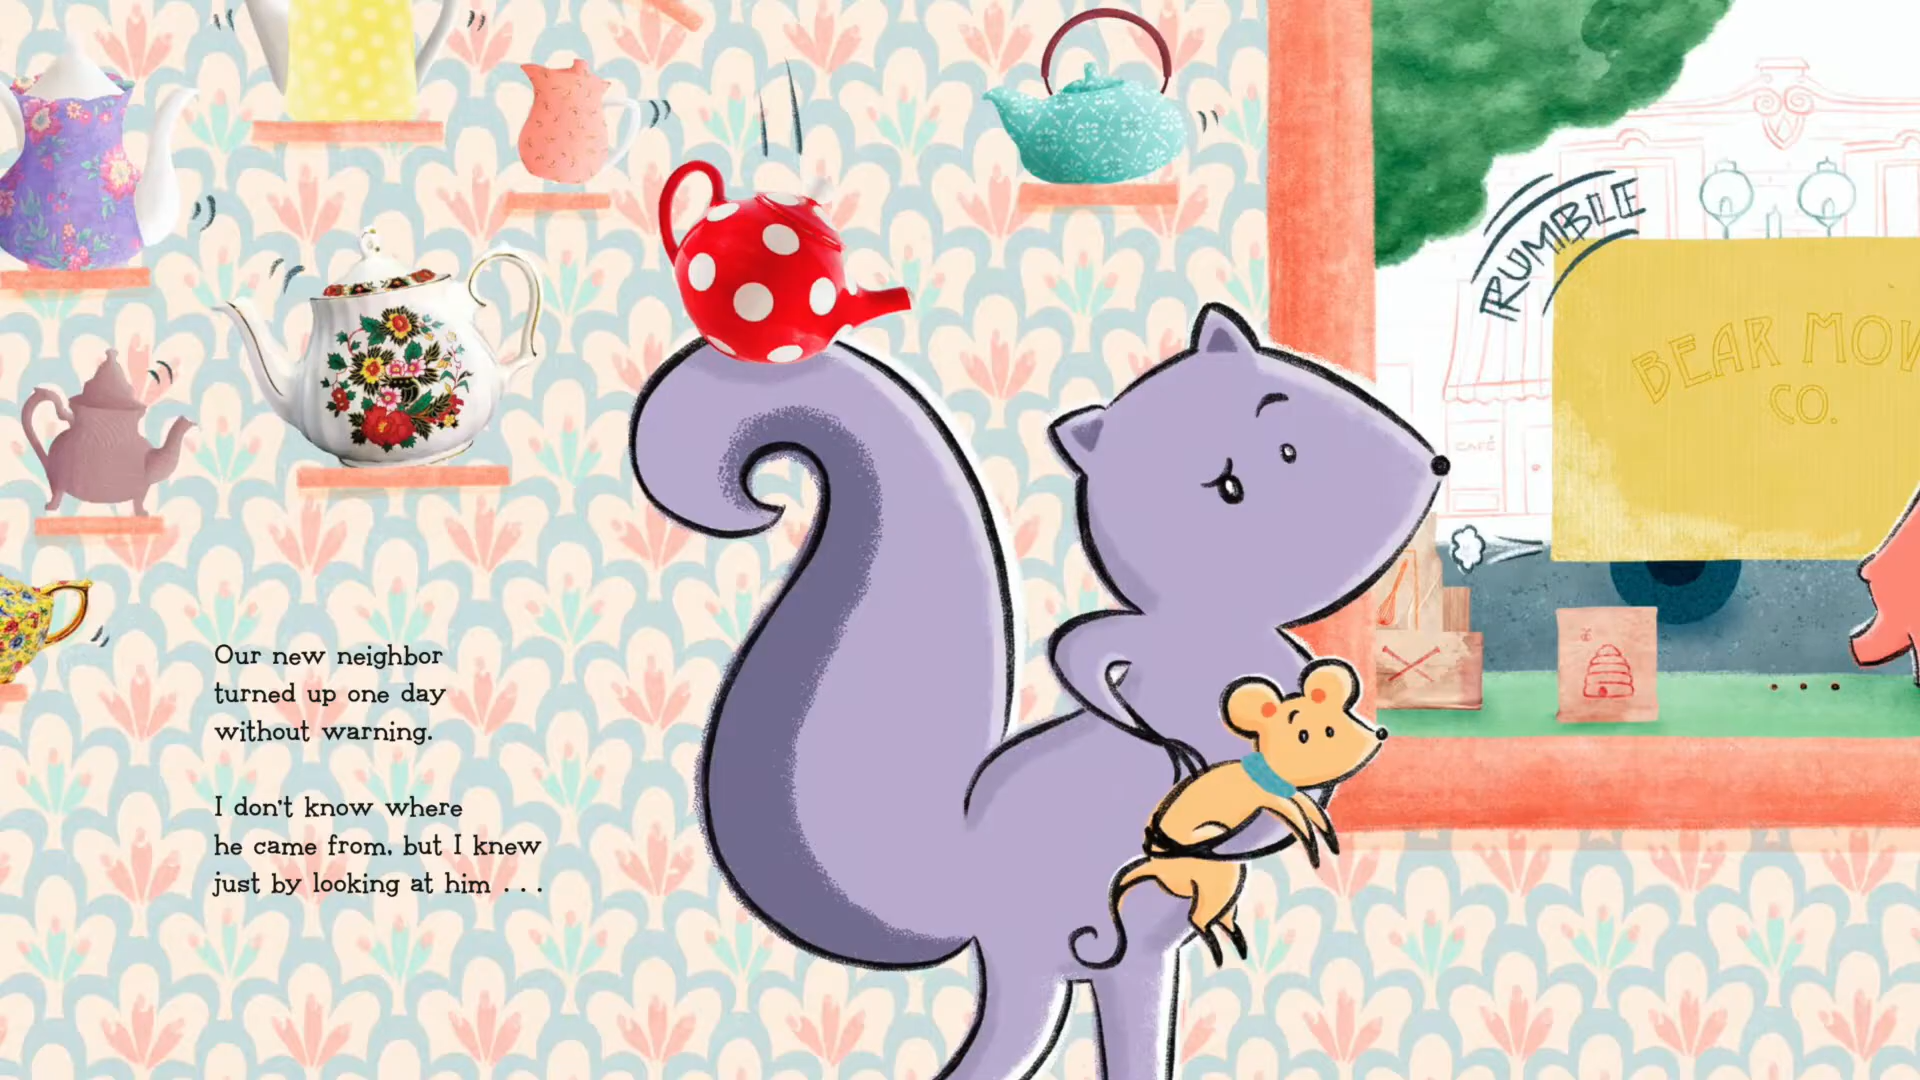 RUMBLE
BEAR MOV
CO.
CAFÉ
Our new neighbor
turned up one day
without warning.
I don't know where
he came from, but I knew
just by looking at him . . .